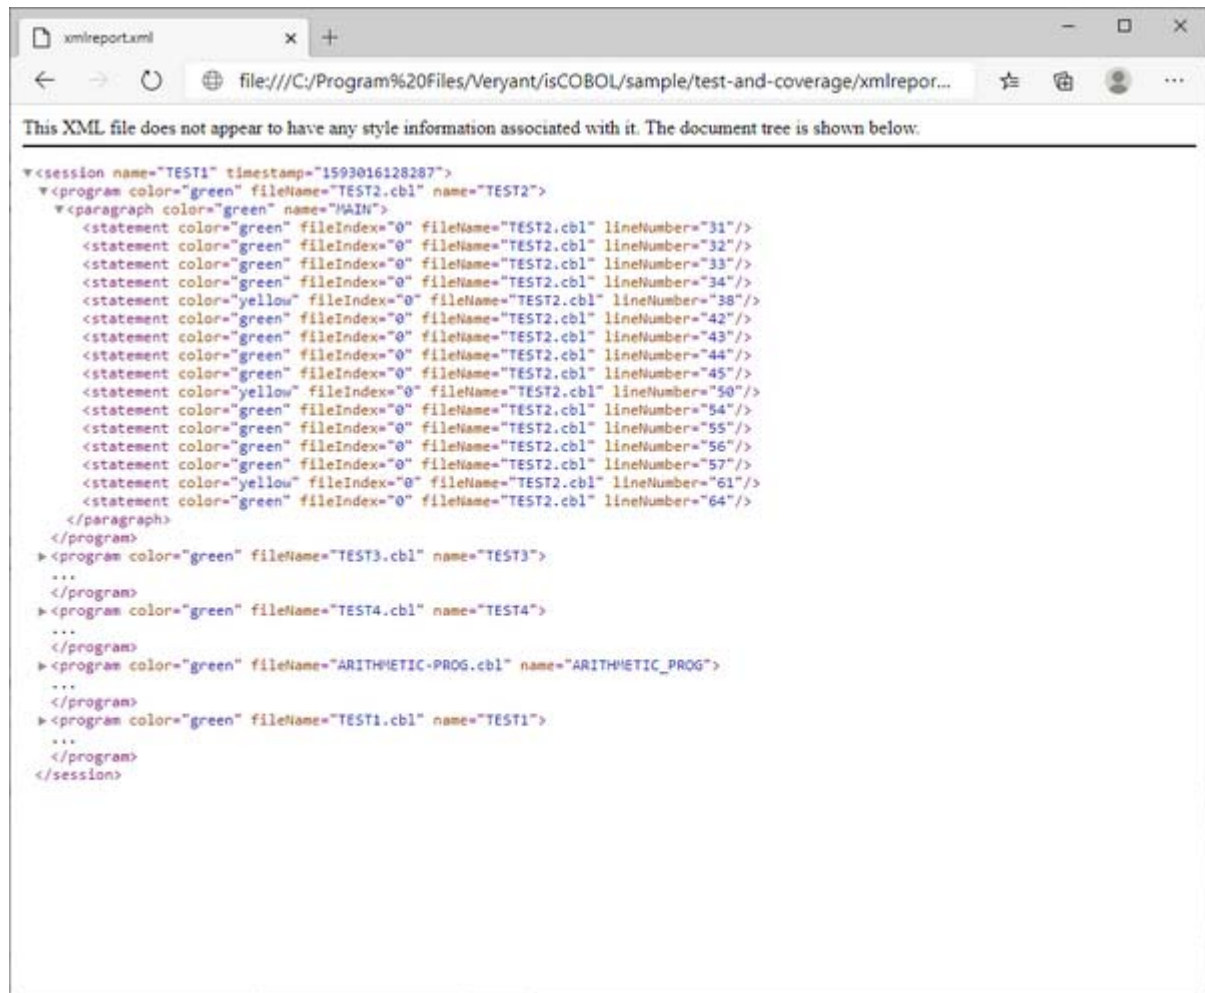 xmlreport.xml
file:///C:/Program%20Files/Veryant/isCOBOL/sample/test-and-coverage/xmlrepor...
This XML file does not appear to have any style information associated with it. The document tree is shown below.
▼<session name="TEST1" timestamp="1593016128287">
▼<program color="green" fileName="TEST2.cbl" name="TEST2">
▼<paragraph color="green" name="MAIN">
<statement color="green" fileIndex="0" fileName="TEST2.cbl" lineNumber="31"/>
<statement color="green" fileIndex="0" fileName="TEST2.cbl" lineNumber="32"/>
<statement color="green" fileIndex="0" fileName="TEST2.cbl" lineNumber="33"/>
<statement color="green" fileIndex="0" fileName="TEST2.cbl" lineNumber="34"/>
<statement color="yellow" fileIndex="0" fileName="TEST2.cbl" lineNumber="38"/>
<statement color="green" fileIndex="0" fileName="TEST2.cbl" lineNumber="42"/>
<statement color="green" fileIndex="0" fileName="TEST2.cbl" lineNumber="43"/>
<statement color="green" fileIndex="0" fileName="TEST2.cbl" lineNumber="44"/>
<statement color="green" fileIndex="0" fileName="TEST2.cbl" lineNumber="45"/>
<statement color="yellow" fileIndex="0" fileName="TEST2.cbl" lineNumber="50"/>
<statement color="green" fileIndex="0" fileName="TEST2.cbl" lineNumber="54"/>
<statement color="green" fileIndex="0" fileName="TEST2.cbl" lineNumber="55"/>
<statement color="green" fileIndex="0" fileName="TEST2.cbl" lineNumber="56"/>
<statement color="green" fileIndex="0" fileName="TEST2.cbl" lineNumber="57"/>
<statement color="yellow" fileIndex="0" fileName="TEST2.cbl" lineNumber="61"/>
<statement color="green" fileIndex="0" fileName="TEST2.cbl" lineNumber="64"/>
</paragraph>
</program>
▶<program color="green" fileName="TEST3.cbl" name="TEST3">
...
</program>
▶<program color="green" fileName="TEST4.cbl" name="TEST4">
...
</program>
▶<program color="green" fileName="ARITHMETIC-PROG.cbl" name="ARITHMETIC_PROG">
...
</program>
▶<program color="green" fileName="TEST1.cbl" name="TEST1">
...
</program>
</session>